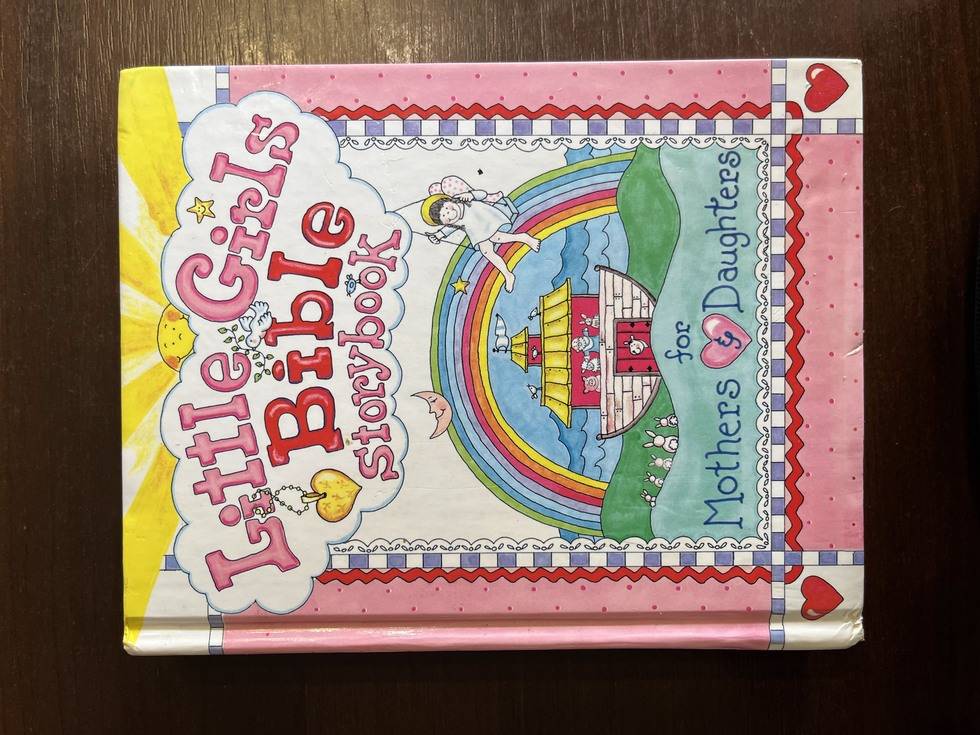 Little Girls
Bible
Storybook
for
Mothers & Daughters